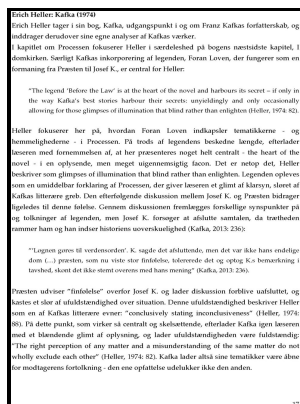 Erich Heller: Kafka (1974)
Erich Heller tager i sin bog, Kafka, udgangspunkt i og om Franz Kafkas forfatterskab, og
inddrager derudover sine egne analyser af Kafkas værker.
I kapitlet om Processen fokuserer Heller i særdeleshed på bogens næstsidste kapitel, I
domkirken. Særligt Kafkas inkorporering af legenden, Foran Loven, der fungerer som en
formaning fra Præsten til Josef K., er central for Heller:
"The legend 'Before the Law' is at the heart of the novel and harbours its secret – if only in
the way Kafka's best stories harbour their secrets: unyieldingly and only occasionally
allowing for those glimpses of illumination that blind rather than enlighten (Heller, 1974: 82).
Heller fokuserer her på, hvordan Foran Loven indkapsler tematikkerne - og
hemmelighederne - i Processen. På trods af legendens beskedne længde, efterlader
læseren med fornemmelsen af, at her præsenteres noget helt centralt - the heart of the
novel - i en oplysende, men meget uigennemsigtig facon. Det er netop det, Heller
beskriver som glimpses of illumination that blind rather than enlighten. Legenden opleves
som en umiddelbar forklaring af Processen, der giver læseren et glimt af klarsyn, sløret af
Kafkas litterære greb. Den efterfølgende diskussion mellem Josef K. og Præsten bidrager
ligeledes til denne følelse. Gennem diskussionen fremlægges forskellige synspunkter på
og tolkninger af legenden, men Josef K. forsøger at afslutte samtalen, da trætheden
rammer ham og han indser historiens uoverskuelighed (Kafka, 2013: 236):
"'Løgnen gøres til verdensorden'. K. sagde det afsluttende, men det var ikke hans endelige
dom (…) præsten, som nu viste stor finfølelse, tolererede det og optog K.s bemærkning i
tavshed, skønt det ikke stemt overens med hans mening" (Kafka, 2013: 236).
Præsten udviser "finfølelse" overfor Josef K. og lader diskussion forblive uafsluttet, og
kastes et slør af ufuldstændighed over situation. Denne ufuldstændighed beskriver Heller
som en af Kafkas litterære evner: "conclusively stating inconclusiveness" (Heller, 1974:
88). På dette punkt, som virker så centralt og skelsættende, efterlader Kafka igen læseren
med et blændende glimt af oplysning, og lader ufuldstændigheden være fuldstændig:
"The right perception of any matter and a misunderstanding of the same matter do not
wholly exclude each other" (Heller, 1974: 82). Kafka lader altså sine tematikker være åbne
for modtagerens fortolkning - den ene opfattelse udelukker ikke den anden.